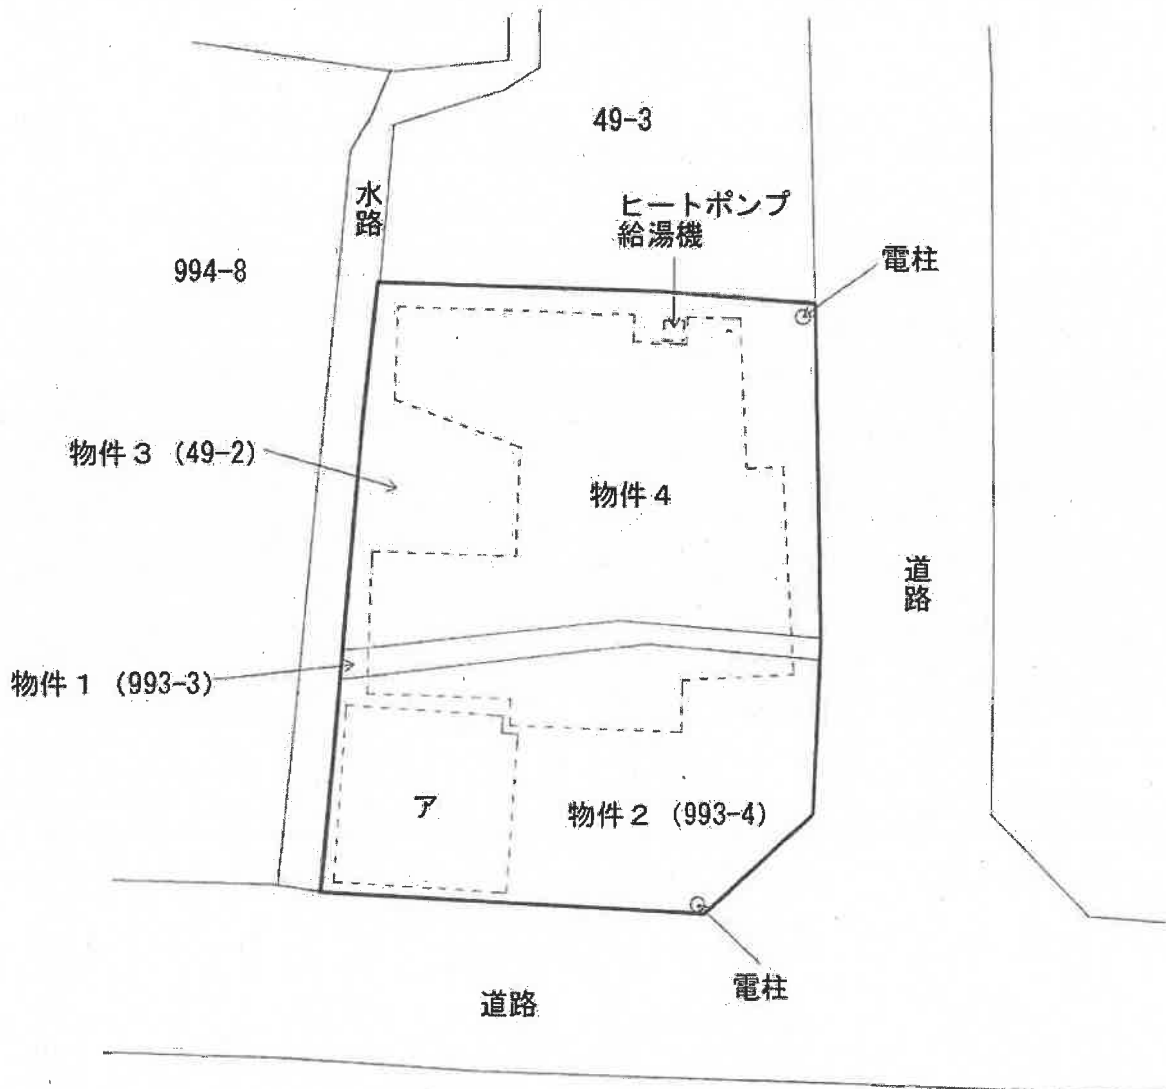 49-3
水路
ヒートポンプ
給湯機
電柱
994-8
物件3 (49-2)
物件4
道路
物件1 (993-3)
ア
物件2 (993-4)
電柱
道路